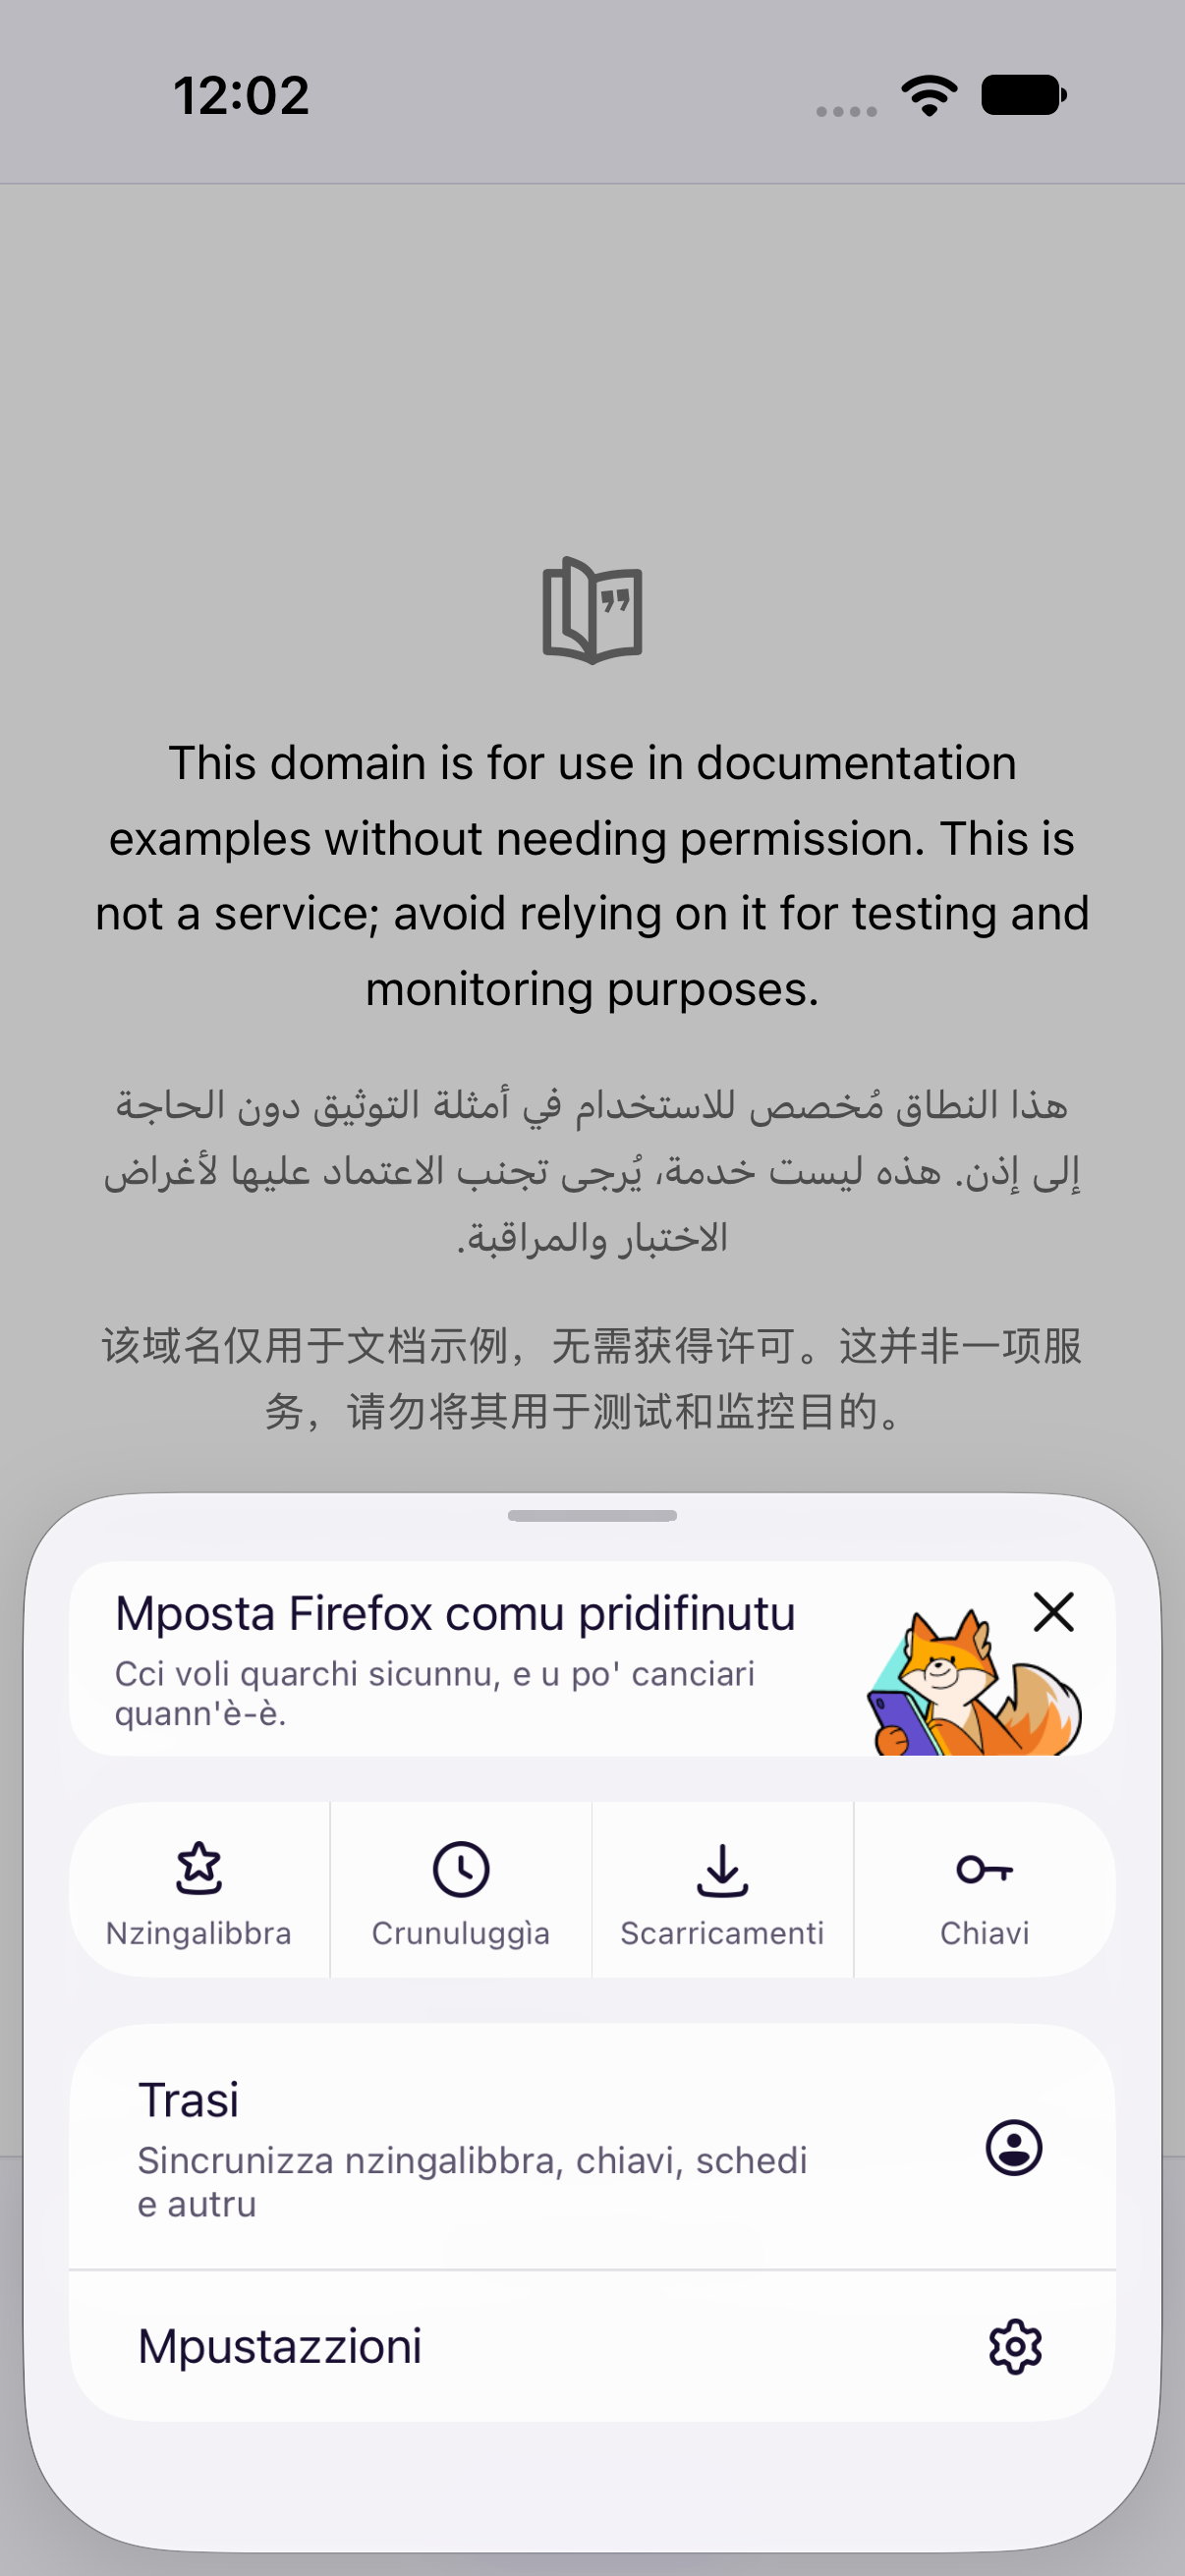 12:02
This domain is for use in documentation
examples without needing permission. This is
not a service; avoid relying on it for testing and
monitoring purposes.
هذا النطاق مُخصص للاستخدام في أمثلة التوثيق دون الحاجة
إلى إذن. هذه ليست خدمة، يُرجى تجنب الاعتماد عليها لأغراض
الاختبار والمراقبة.
该域名仅用于文档示例，无需获得许可。这并非一项服
务，请勿将其用于测试和监控目的。
Mposta Firefox comu pridifinutu
Cci voli quarchi sicunnu, e u po' canciari
quann'è-è.
Nzingalibbra
Crunuluggìa
Scarricamenti
Chiavi
Trasi
Sincrunizza nzingalibbra, chiavi, schedi
e autru
Mpustazzioni